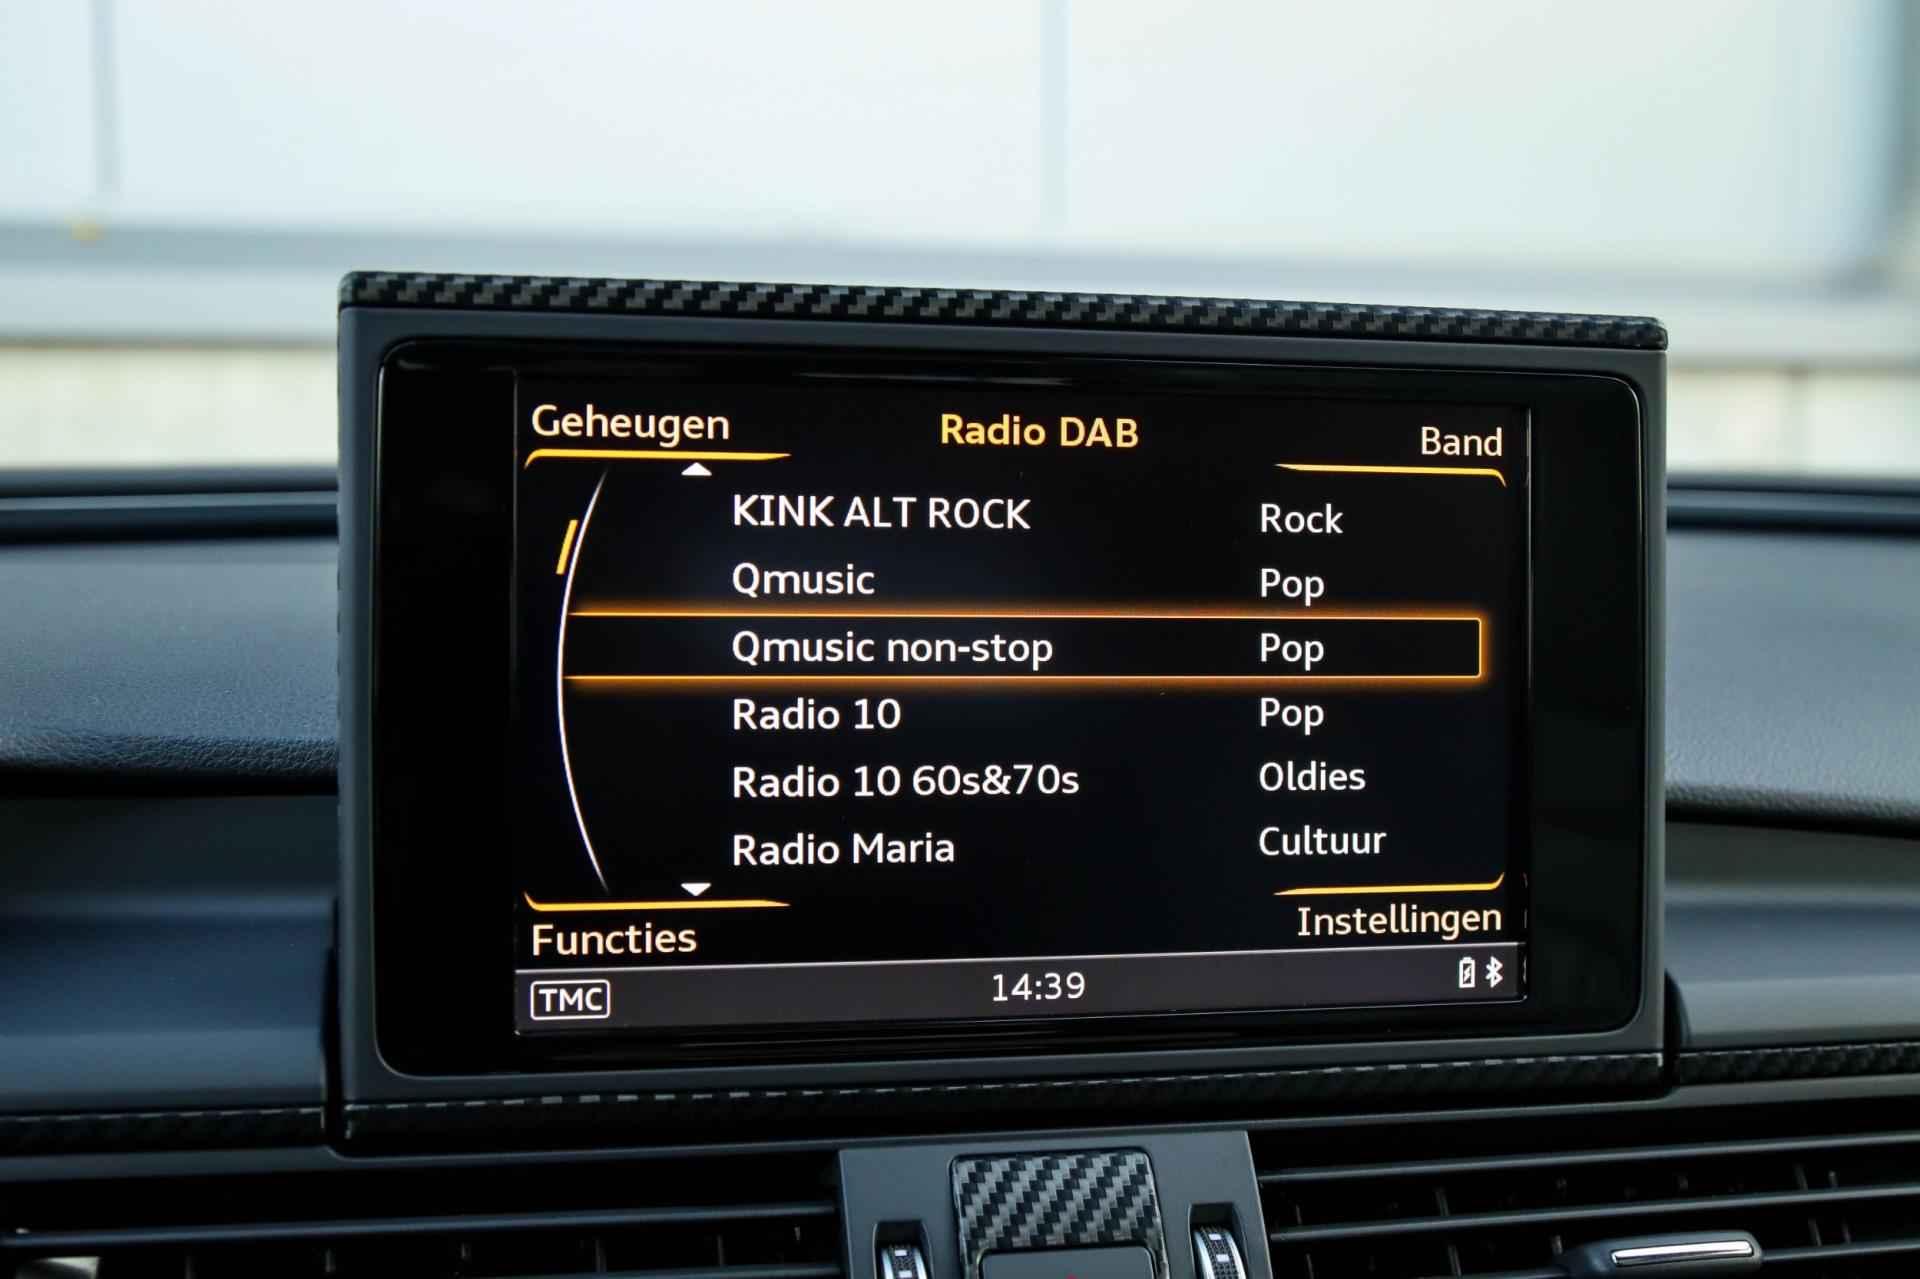 Geheugen Radio DAB Band
KINK ALT ROCK Rock
Qmusic Pop
Qmusic non-stop Pop
Radio 10 Pop
Radio 10 60s&70s Oldies
Radio Maria Cultuur
Functies Instellingen
TMC 14:39